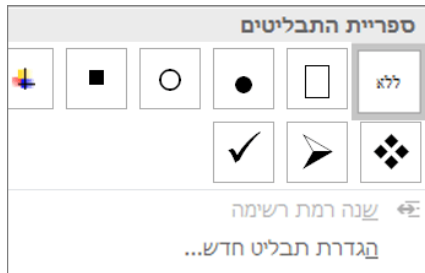 ספריית התבליטים
ללא
שנה רמת רשימה
הגדרת תבליט חדש...